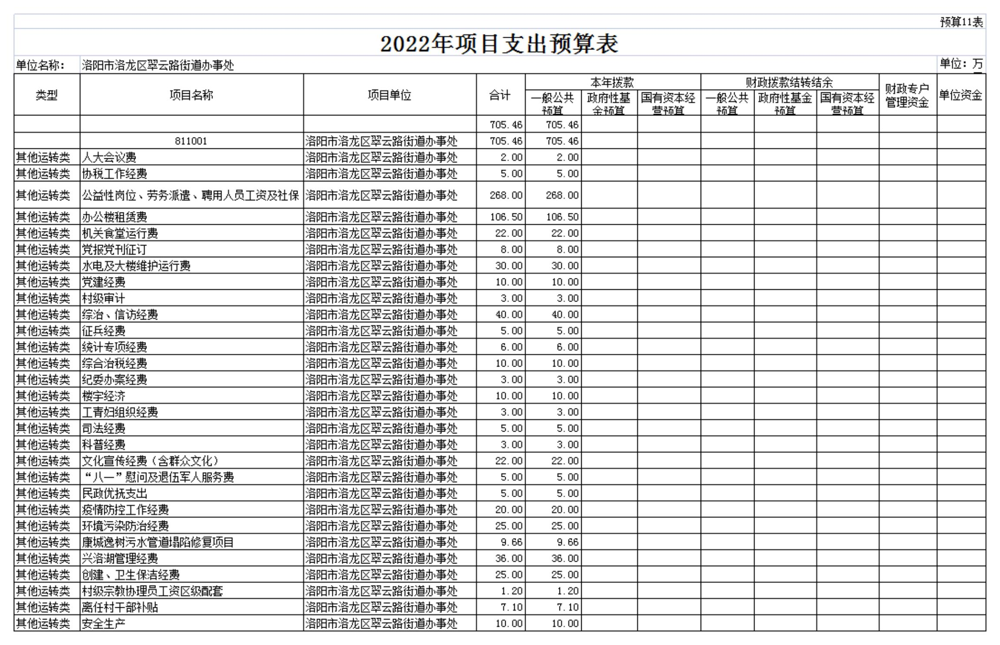 预算11表
2022年项目支出预算表
单位名称： 洛阳市洛龙区翠云路街道办事处 单位：万
类型 项目名称 项目单位 合计 本年拨款 财政拨款结转结余 财政专户管理资金 单位资金
一般公共预算 政府性基金预算 国有资本经营预算 一般公共预算 政府性基金预算 国有资本经营预算
705.46 705.46
811001 洛阳市洛龙区翠云路街道办事处 705.46 705.46
其他运转类 人大会议费 洛阳市洛龙区翠云路街道办事处 2.00 2.00
其他运转类 协税工作经费 洛阳市洛龙区翠云路街道办事处 5.00 5.00
其他运转类 公益性岗位、劳务派遣、聘用人员工资及社保 洛阳市洛龙区翠云路街道办事处 268.00 268.00
其他运转类 办公楼租赁费 洛阳市洛龙区翠云路街道办事处 106.50 106.50
其他运转类 机关食堂运行费 洛阳市洛龙区翠云路街道办事处 22.00 22.00
其他运转类 党报党刊征订 洛阳市洛龙区翠云路街道办事处 8.00 8.00
其他运转类 水电及大楼维护运行费 洛阳市洛龙区翠云路街道办事处 30.00 30.00
其他运转类 党建经费 洛阳市洛龙区翠云路街道办事处 10.00 10.00
其他运转类 村级审计 洛阳市洛龙区翠云路街道办事处 3.00 3.00
其他运转类 综治、信访经费 洛阳市洛龙区翠云路街道办事处 40.00 40.00
其他运转类 征兵经费 洛阳市洛龙区翠云路街道办事处 5.00 5.00
其他运转类 统计专项经费 洛阳市洛龙区翠云路街道办事处 6.00 6.00
其他运转类 综合治税经费 洛阳市洛龙区翠云路街道办事处 10.00 10.00
其他运转类 纪委办案经费 洛阳市洛龙区翠云路街道办事处 3.00 3.00
其他运转类 楼宇经济 洛阳市洛龙区翠云路街道办事处 10.00 10.00
其他运转类 工青妇组织经费 洛阳市洛龙区翠云路街道办事处 3.00 3.00
其他运转类 司法经费 洛阳市洛龙区翠云路街道办事处 5.00 5.00
其他运转类 科普经费 洛阳市洛龙区翠云路街道办事处 3.00 3.00
其他运转类 文化宣传经费（含群众文化） 洛阳市洛龙区翠云路街道办事处 22.00 22.00
其他运转类 “八一”慰问及退伍军人服务费 洛阳市洛龙区翠云路街道办事处 5.00 5.00
其他运转类 民政优抚支出 洛阳市洛龙区翠云路街道办事处 5.00 5.00
其他运转类 疫情防控工作经费 洛阳市洛龙区翠云路街道办事处 20.00 20.00
其他运转类 环境污染防治经费 洛阳市洛龙区翠云路街道办事处 25.00 25.00
其他运转类 康城逸树污水管道塌陷修复项目 洛阳市洛龙区翠云路街道办事处 9.66 9.66
其他运转类 兴洛湖管理经费 洛阳市洛龙区翠云路街道办事处 36.00 36.00
其他运转类 创建、卫生保洁经费 洛阳市洛龙区翠云路街道办事处 25.00 25.00
其他运转类 村级宗教协理员工资区级配套 洛阳市洛龙区翠云路街道办事处 1.20 1.20
其他运转类 离任村干部补贴 洛阳市洛龙区翠云路街道办事处 7.10 7.10
其他运转类 安全生产 洛阳市洛龙区翠云路街道办事处 10.00 10.00